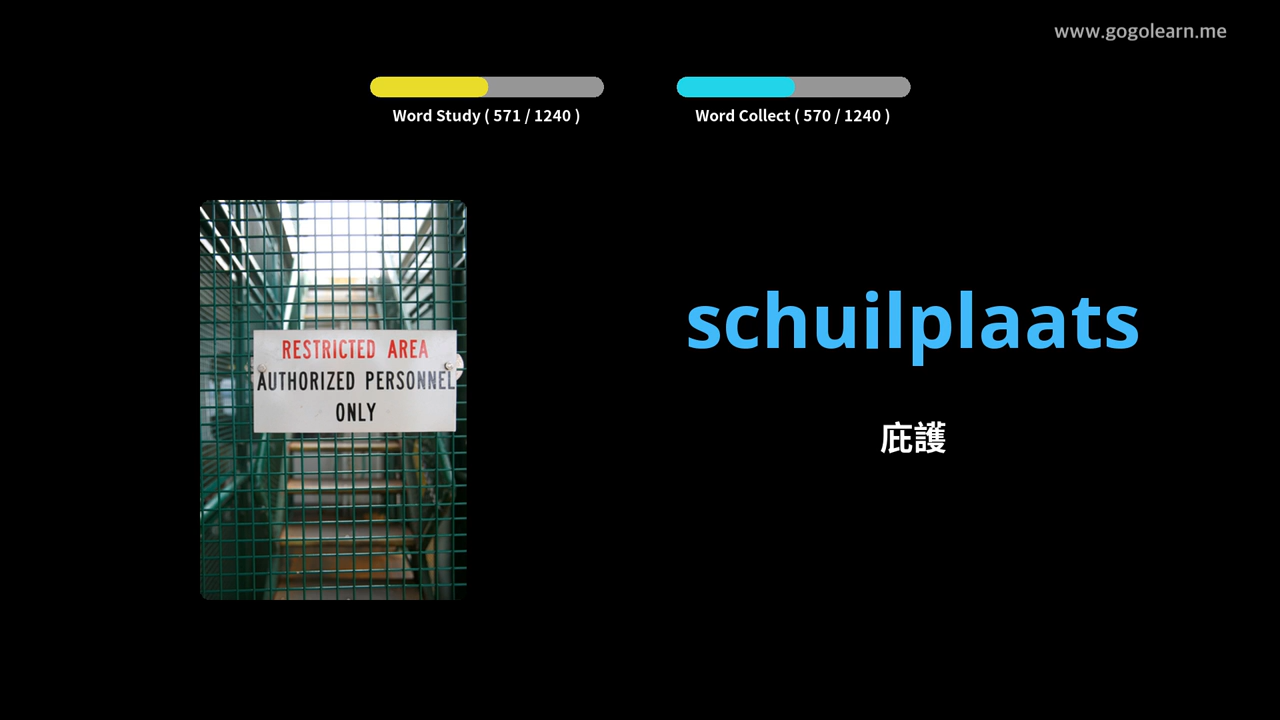 www.gogolearn.me
Word Study ( 571 / 1240 )
Word Collect ( 570 / 1240 )
RESTRICTED AREA
AUTHORIZED PERSONNEL
ONLY
schuilplaats
庇護